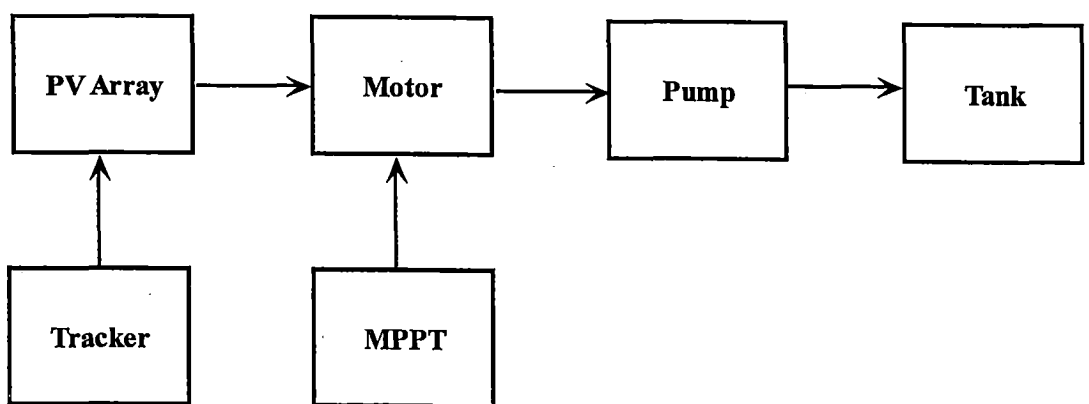 PV Array
Motor
Pump
Tank
Tracker
MPPT